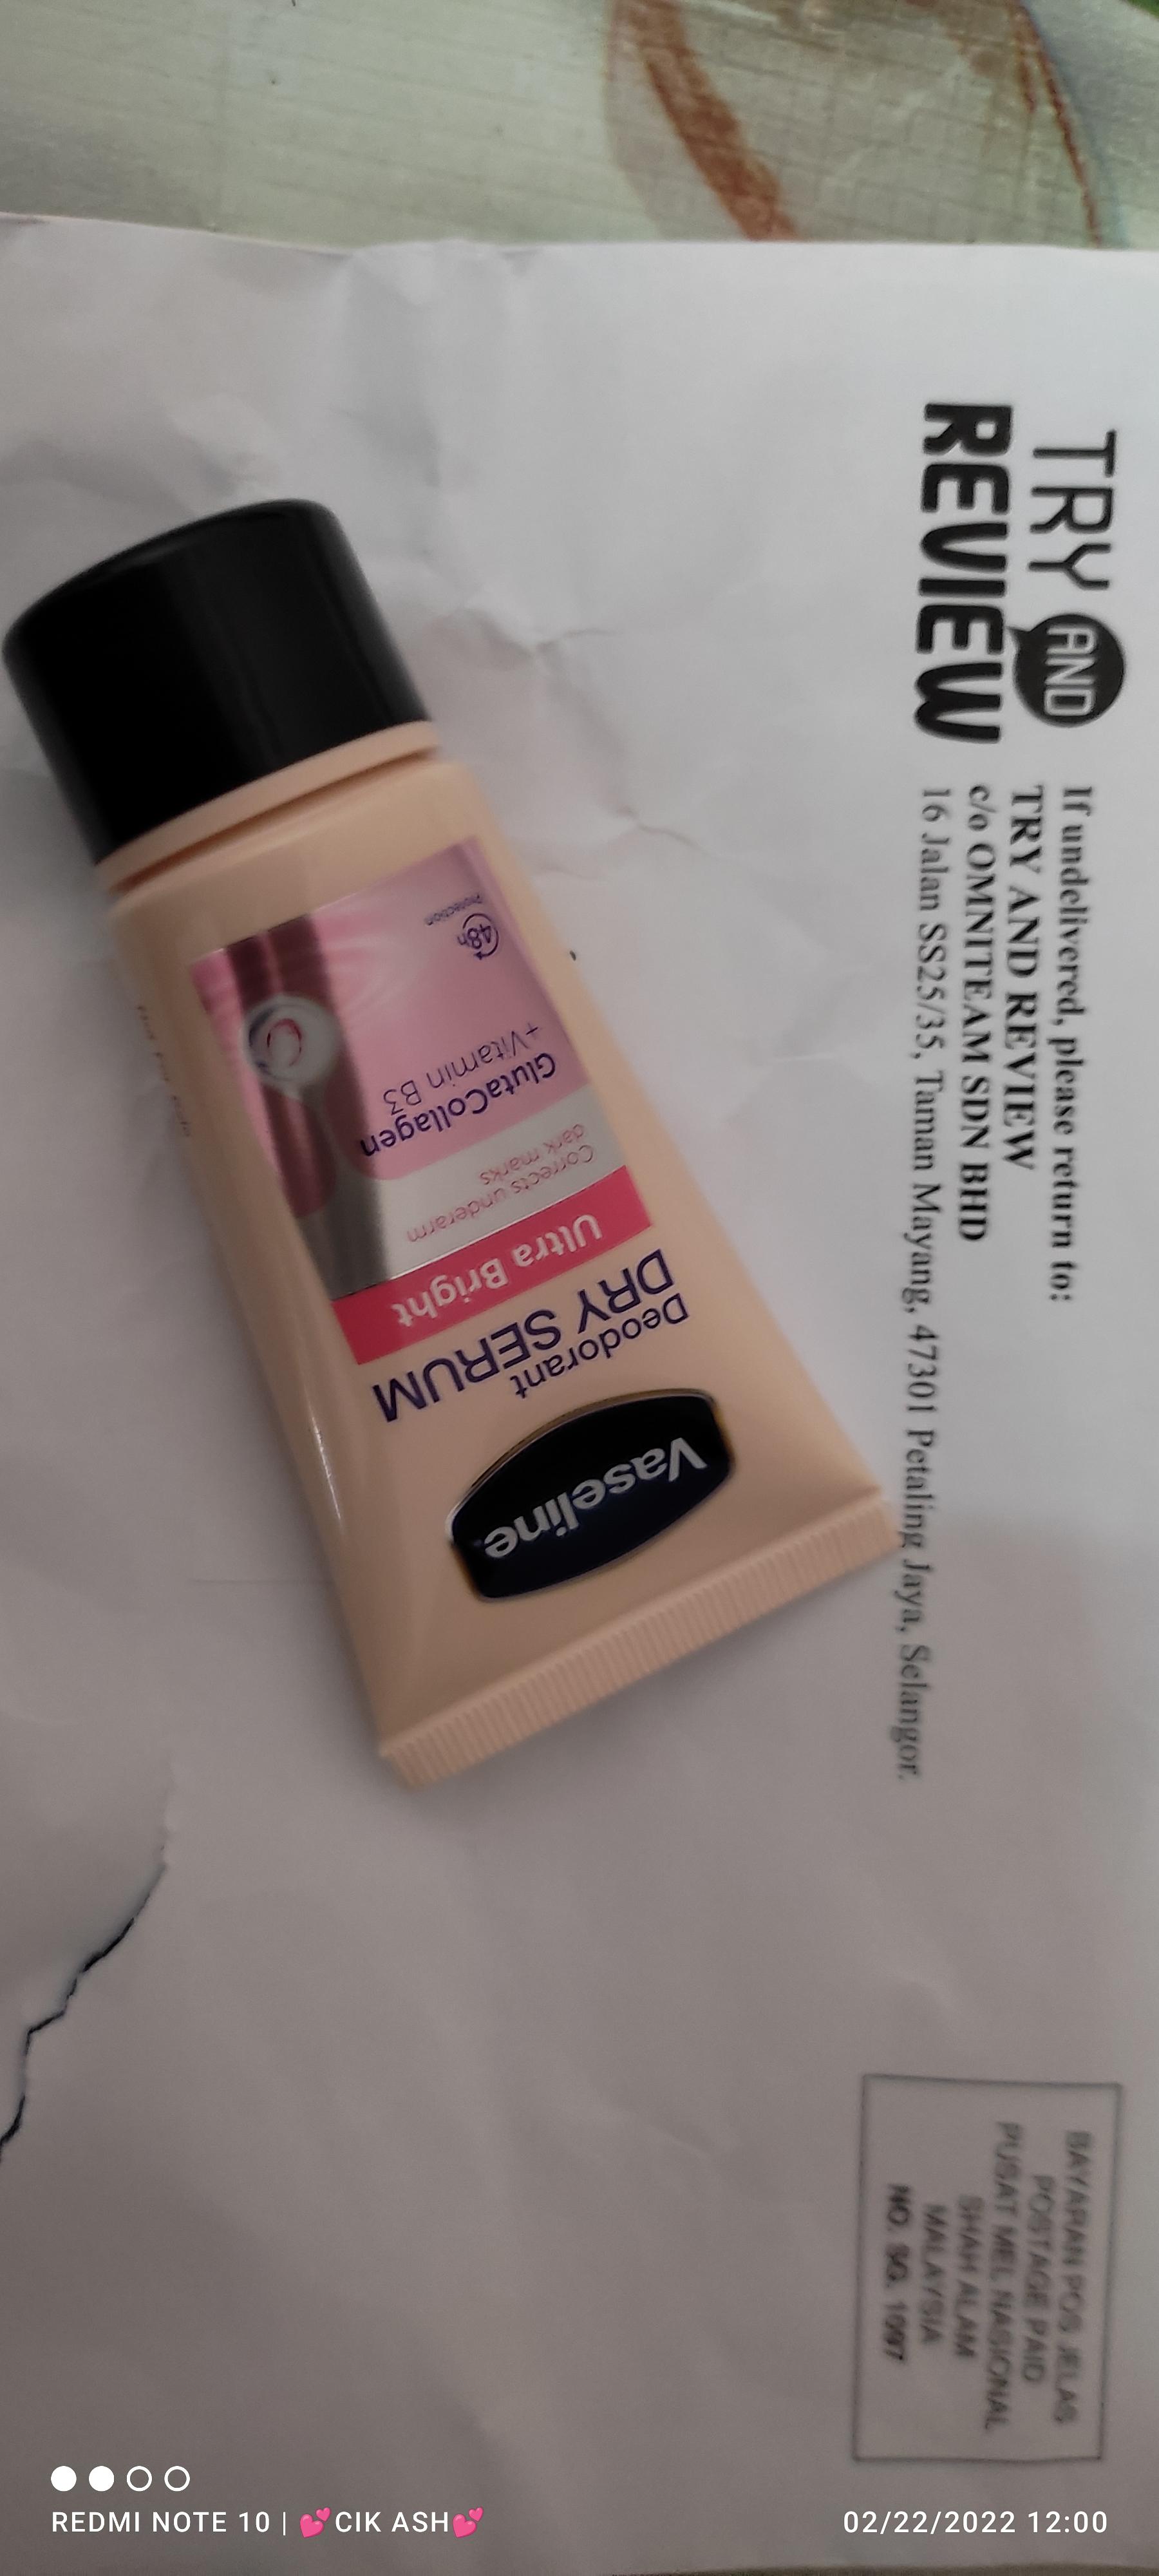 TRY AND
REVIEW
If undelivered, please return to:
TRY AND REVIEW
c/o OMNITEAM SDN BHD
16 Jalan SS25/35, Taman Mayang, 47301 Petaling Jaya, Selangor.
Vaseline
Deodorant
DRY SERUM
Ultra Bright
Corrects underarm
dark marks
GlutaCollagen
+Vitamin B3
48h
Protection
BAYARAN POS JELAS
POSTAGE PAID
PUSAT MEL NASIONAL
SHAH ALAM
MALAYSIA
NO. SG. 1097
REDMI NOTE 10 | 💕CIK ASH💕
02/22/2022 12:00